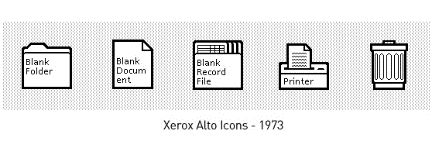 Blank
Folder
Blank
Docum
ent
Blank
Record
File
Printer
Xerox Alto Icons - 1973